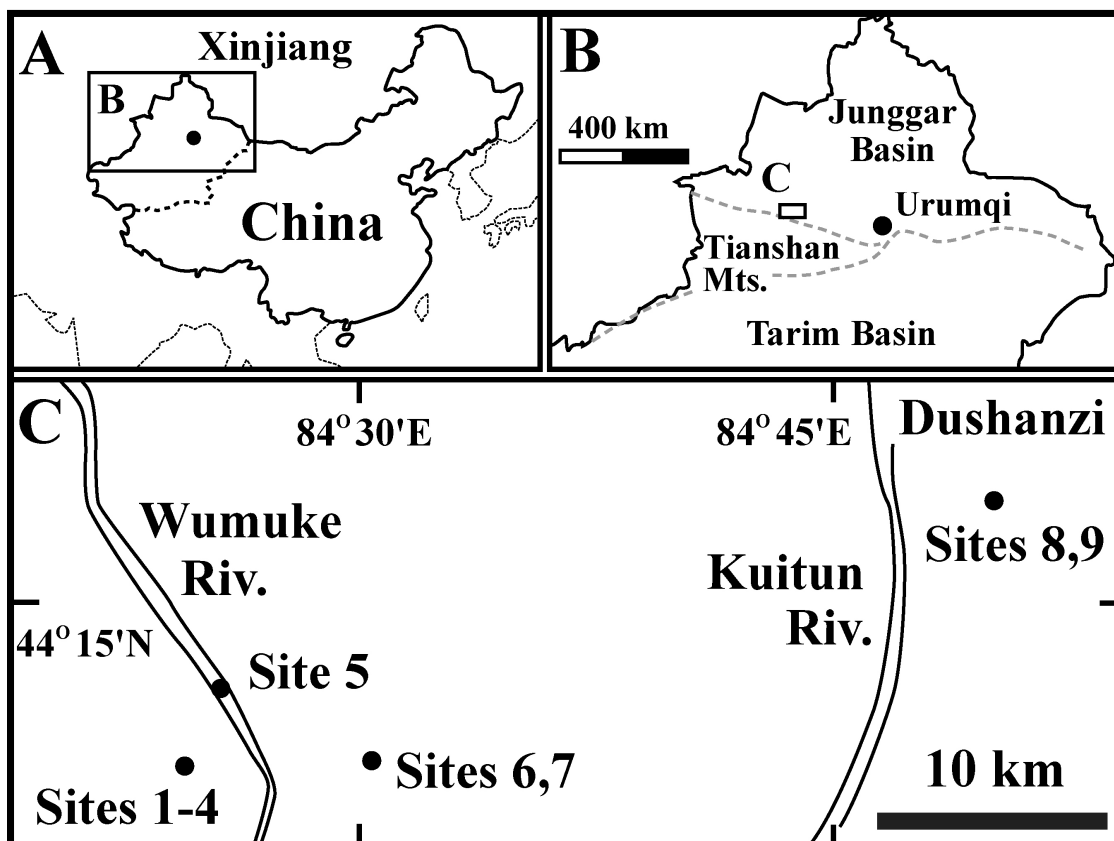 A
Xinjiang
B
China
B
Junggar
Basin
400 km
C
Urumqi
Tianshan
Mts.
Tarim Basin
C
84° 30'E
84° 45'E
Dushanzi
Wumuke
Riv.
Sites 8,9
Kuitun
Riv.
44° 15'N
Site 5
Sites 6,7
10 km
Sites 1-4